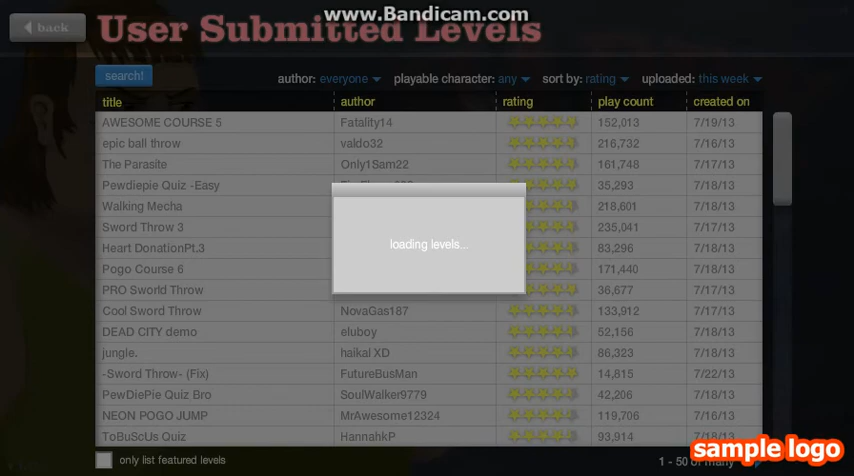 www.Bandicam.com
back
User Submitted Levels
search!
author: everyone playable character: any sort by: rating uploaded: this week
title author rating play count created on
AWESOME COURSE 5 Fatality14 152,013 7/19/13
epic ball throw valdo32 216,732 7/16/13
The Parasite Only1Sam22 161,748 7/17/13
Pewdiepie Quiz -Easy 35,293 7/18/13
Walking Mecha 218,601 7/18/13
Sword Throw 3 235,041 7/17/13
Heart DonationPt.3 83,296 7/18/13
loading levels...
Pogo Course 6 171,440 7/18/13
PRO Sworld Throw 36,677 7/18/13
Cool Sword Throw NovaGas187 133,912 7/18/13
DEAD CITY demo eluboy 52,156 7/18/13
jungle. haikal XD 86,323 7/18/13
-Sword Throw- (Fix) FutureBusMan 14,815 7/22/13
PewDiePie Quiz Bro SoulWalker9779 42,206 7/18/13
NEON POGO JUMP MrAwesome12324 119,706 7/16/13
ToBuScUs Quiz HannahkP 93,914 7/18/13
only list featured levels
1 - 50 of many
sample logo